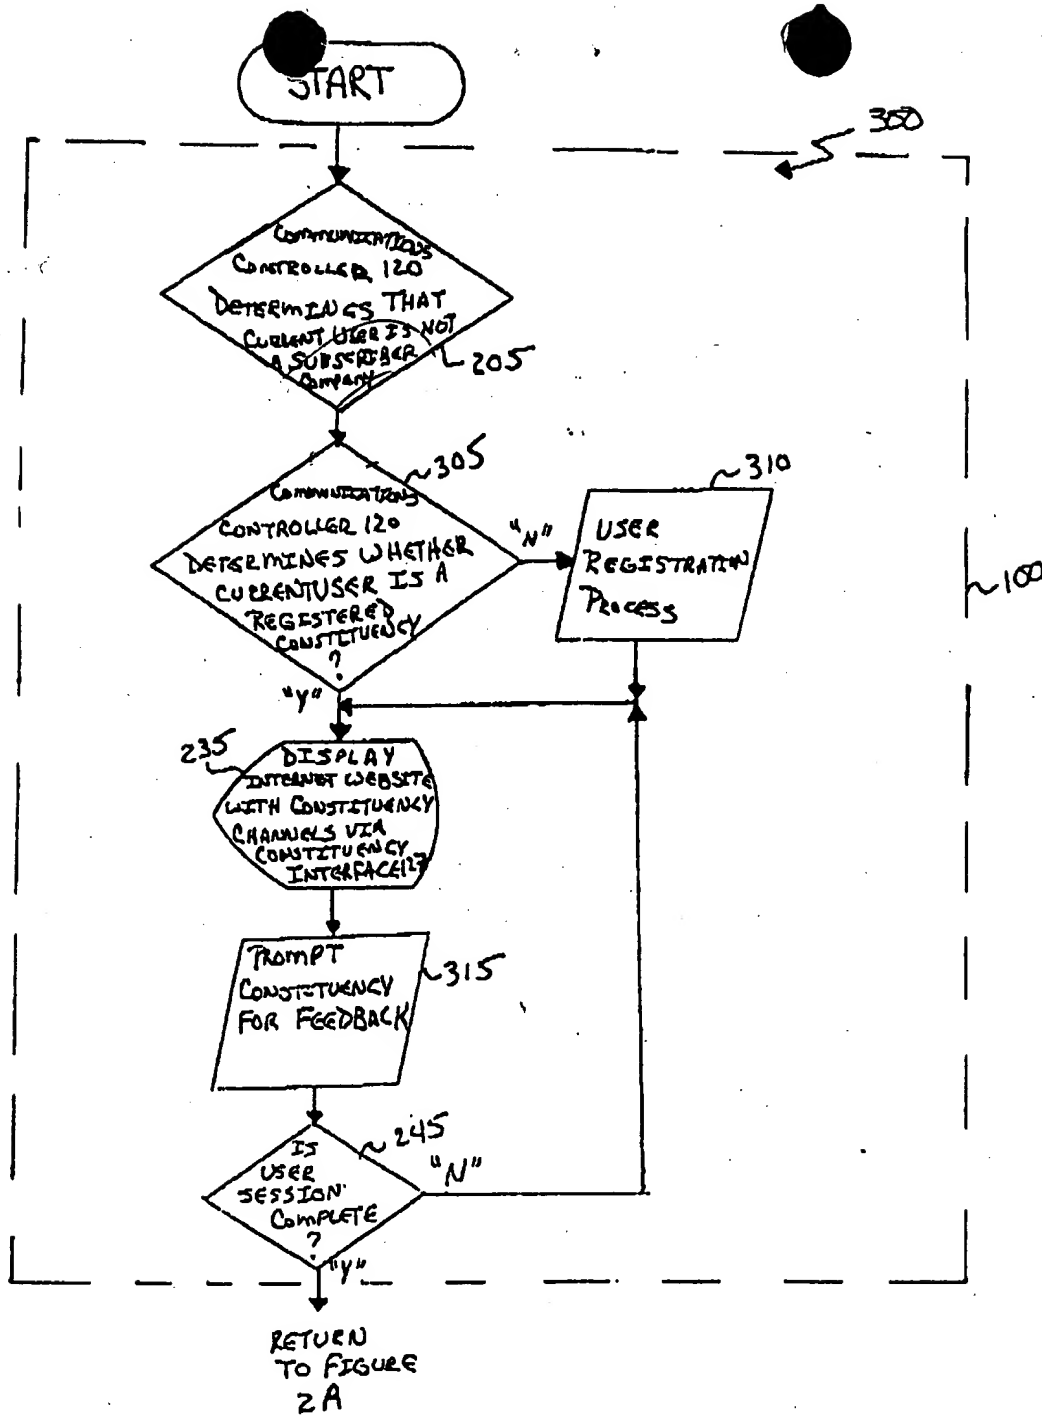 START
300
COMMUNICATIONS
CONTROLLER 120
DETERMINES THAT
CURRENT USER IS NOT
A SUBSCRIBER
COMPANY
205
305
COMMUNICATIONS
CONTROLLER 120
DETERMINES WHETHER
CURRENT USER IS A
REGISTERED
CONSTITUENCY
?
"N"
310
USER
REGISTRATION
PROCESS
100
"Y"
235
DISPLAY
INTERNET WEBSITE
WITH CONSTITUENCY
CHANNELS VIA
CONSTITUENCY
INTERFACE 127
PROMPT
CONSTITUENCY
FOR FEEDBACK
315
245
IS
USER
SESSION
COMPLETE
?
"N"
"Y"
RETURN
TO FIGURE
2A